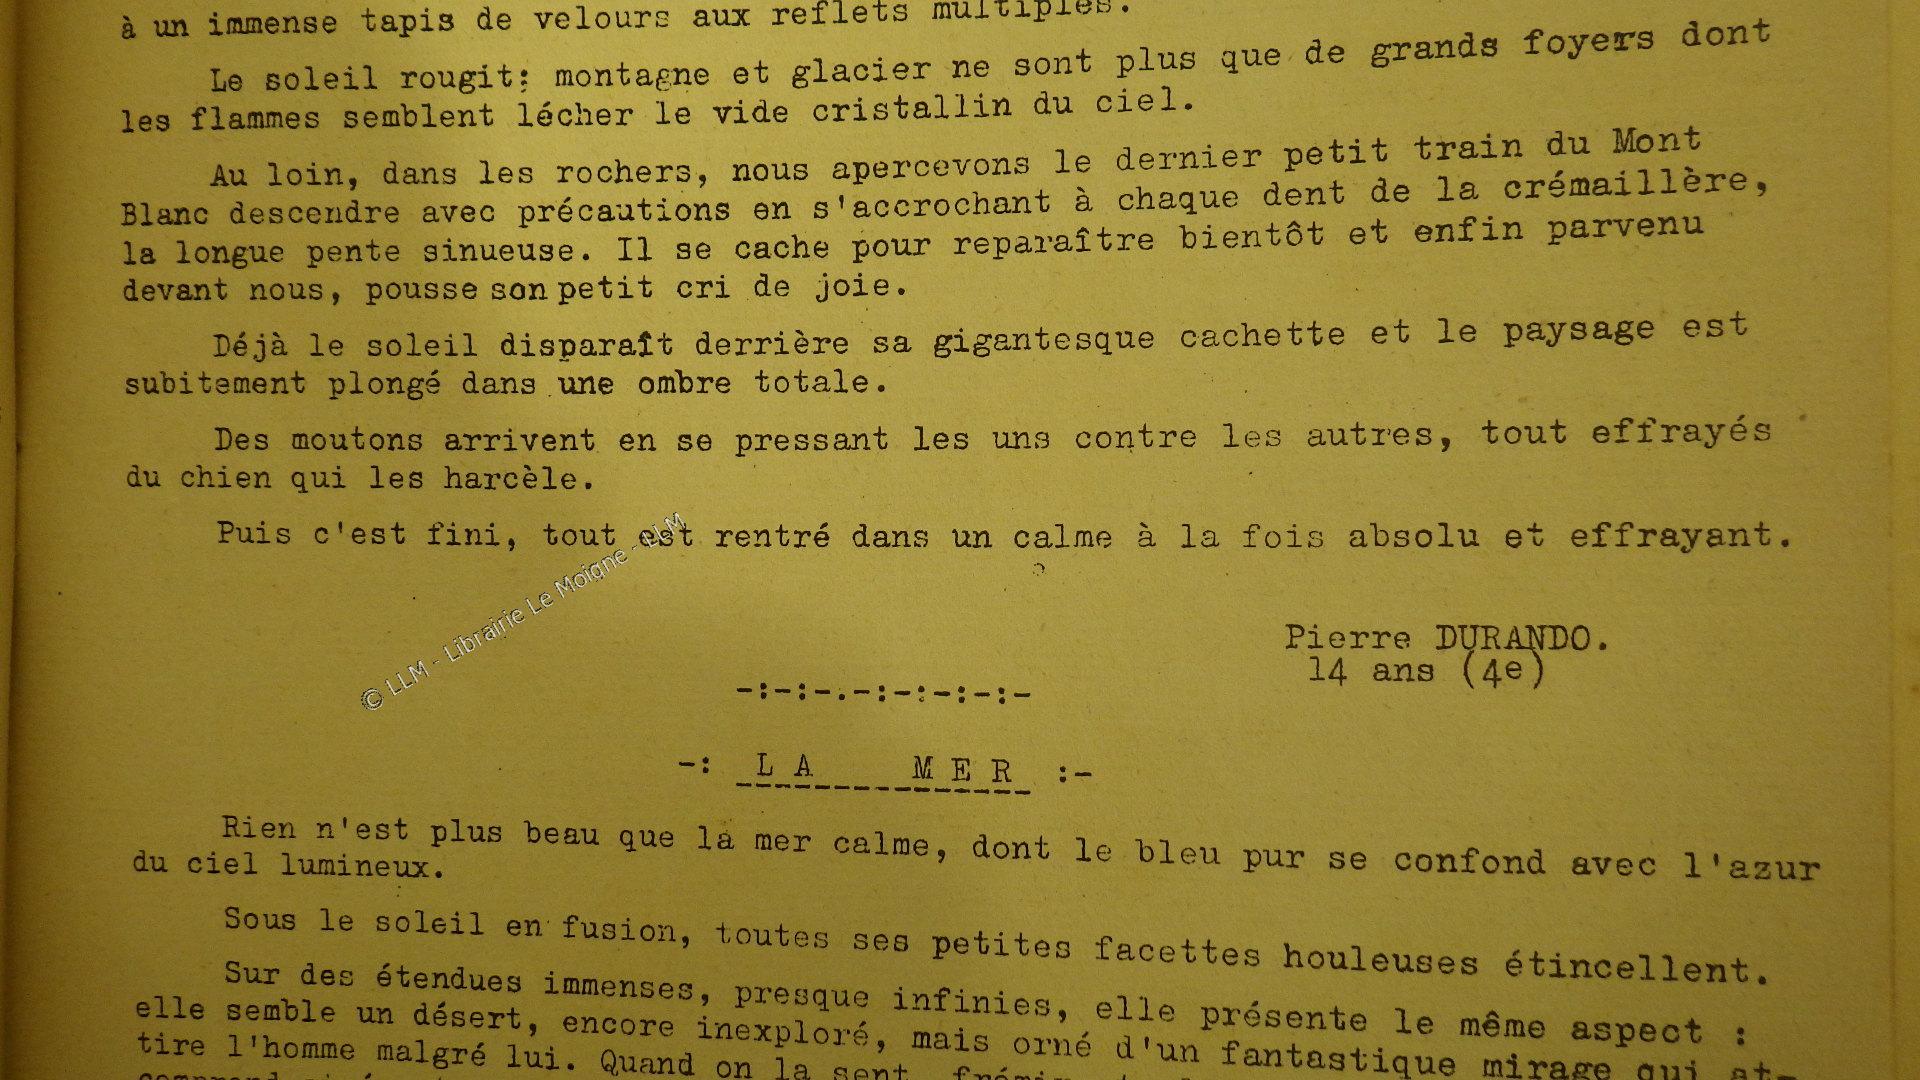 à un immense tapis de velours aux reflets multiples.
Le soleil rougit: montagne et glacier ne sont plus que de grands foyers dont
les flammes semblent lécher le vide cristallin du ciel.
Au loin, dans les rochers, nous apercevons le dernier petit train du Mont
Blanc descendre avec précautions en s'accrochant à chaque dent de la crémaillère,
la longue pente sinueuse. Il se cache pour reparaître bientôt et enfin parvenu
devant nous, pousse son petit cri de joie.
Déjà le soleil disparaît derrière sa gigantesque cachette et le paysage est
subitement plongé dans une ombre totale.
Des moutons arrivent en se pressant les uns contre les autres, tout effrayés
du chien qui les harcèle.
Puis c'est fini, tout est rentré dans un calme à la fois absolu et effrayant.
Pierre DURANDO.
14 ans (4e)
© LLM - Librairie Le Moigne - LLM
-:-:-.-:-:-:-:-
-: LA MER :-
Rien n'est plus beau que la mer calme, dont le bleu pur se confond avec l'azur
du ciel lumineux.
Sous le soleil en fusion, toutes ses petites facettes houleuses étincellent.
Sur des étendues immenses, presque infinies, elle présente le même aspect :
elle semble un désert, encore inexploré, mais orné d'un fantastique mirage qui at-
tire l'homme malgré lui. Quand on la sent